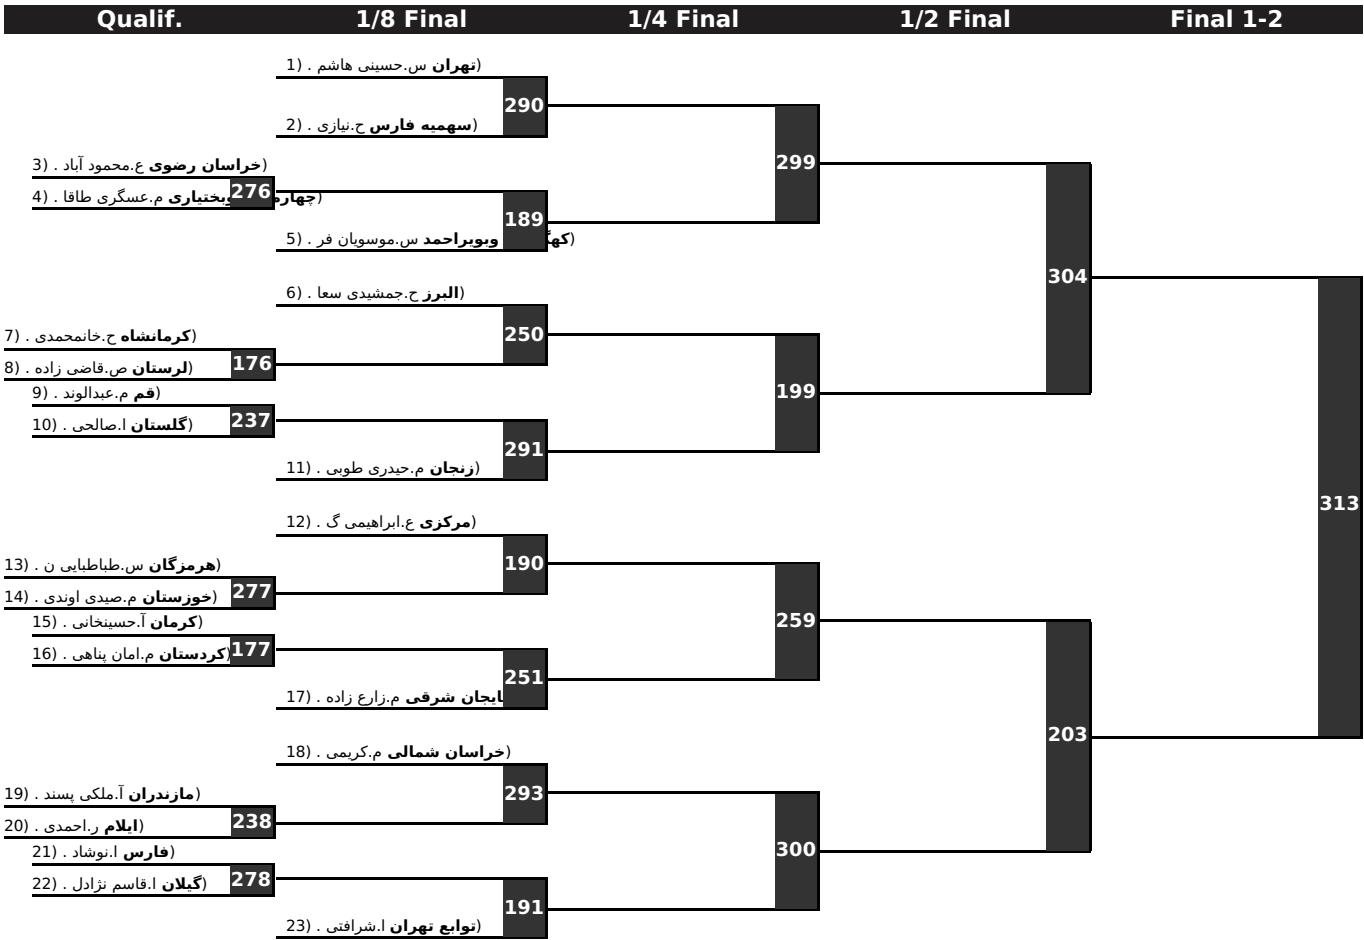 Qualif. 1/8 Final 1/4 Final 1/2 Final Final 1-2
1) . س.حسینی هاشم تهران)
290
2) . ح.نیازی سهمیه فارس)
299
3) . ع.محمود آباد خراسان رضوی)
276
4) . م.عسگری طاقا
189
5) . س.موسویان فر وبویراحمد
304
6) . ح.جمشیدی سعا البرز)
250
7) . ح.خانمحمدی کرمانشاه)
176
8) . ص.قاضی زاده لرستان)
199
9) . م.عبدالوند قم)
237
10) . ا.صالحی گلستان)
291
11) . م.حیدری طوبی زنجان)
313
12) . ع.ابراهیمی گ مرکزی)
190
13) . س.طباطبایی ن هرمزگان)
277
14) . م.صیدی اوندی خوزستان)
259
15) . آ.حسینخانی کرمان)
177
16) . م.امان پناهی کردستان)
251
17) . م.زارع زاده شرقی
203
18) . م.کریمی خراسان شمالی)
293
19) . آ.ملکی پسند مازندران)
238
20) . ر.احمدی ایلام)
300
21) . ا.نوشاد فارس)
278
22) . ا.قاسم نژادل گیلان)
191
23) . ا.شرافتی توابع تهران)